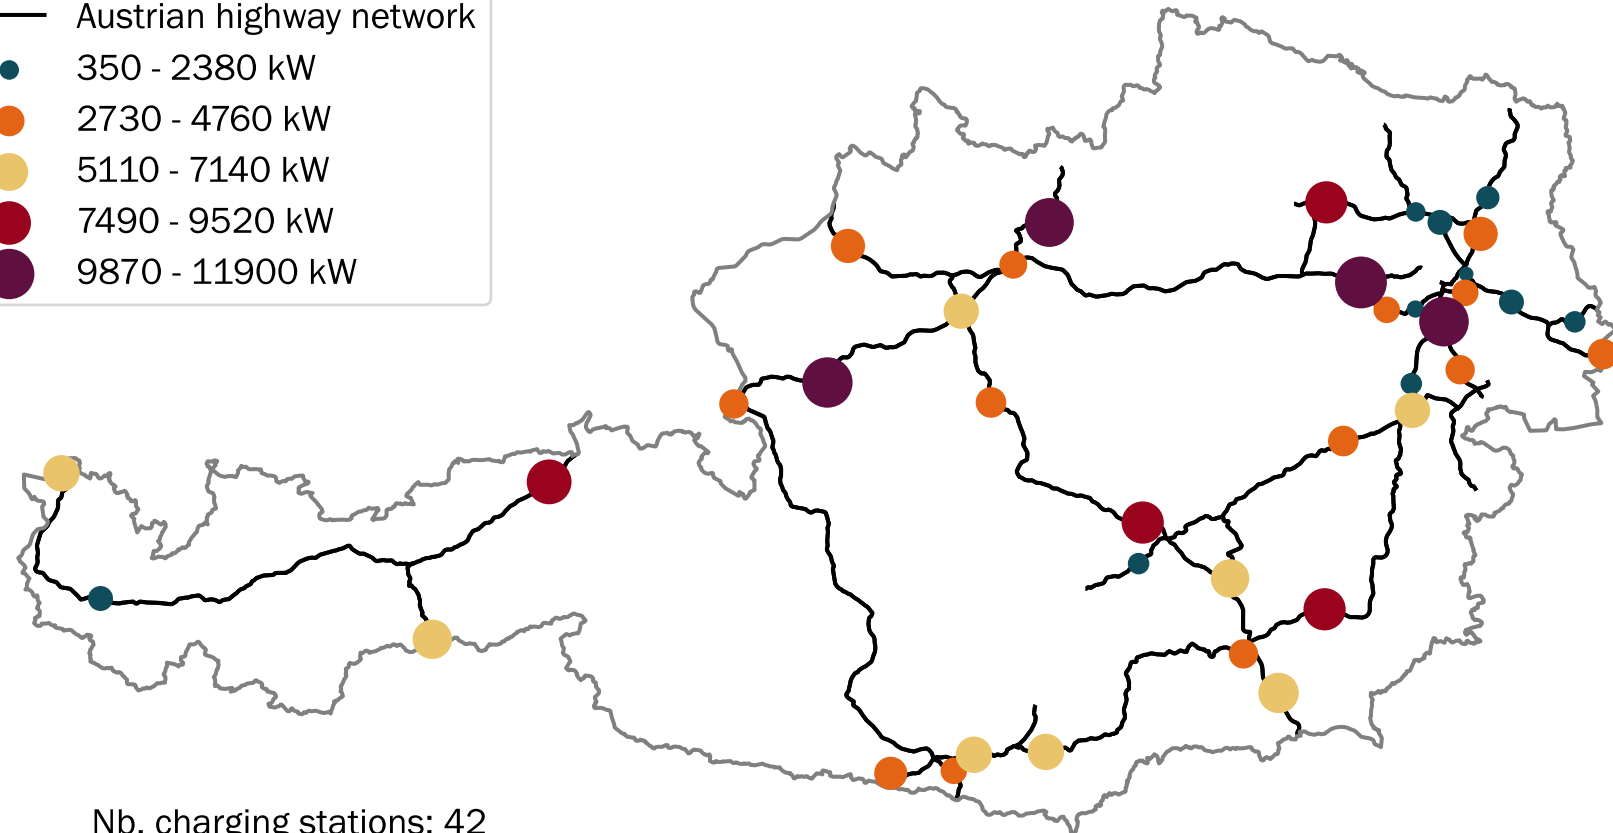 Austrian highway network
350 - 2380 kW
2730 - 4760 kW
5110 - 7140 kW
7490 - 9520 kW
9870 - 11900 kW
Nb. charging stations: 42